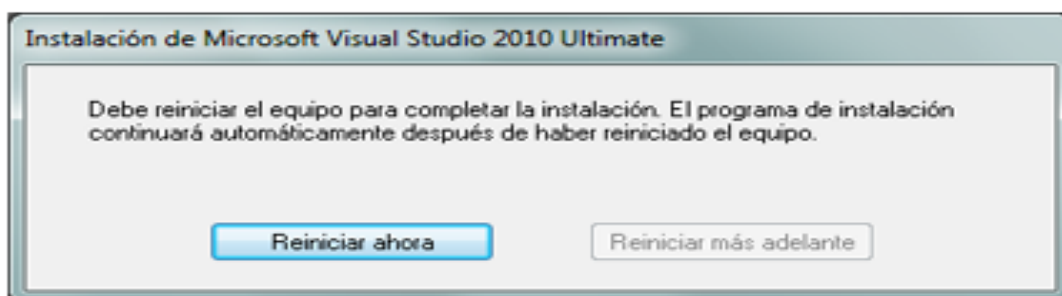 Instalación de Microsoft Visual Studio 2010 Ultimate
Debe reiniciar el equipo para completar la instalación. El programa de instalación
continuará automáticamente después de haber reiniciado el equipo.
Reiniciar ahora
Reiniciar más adelante